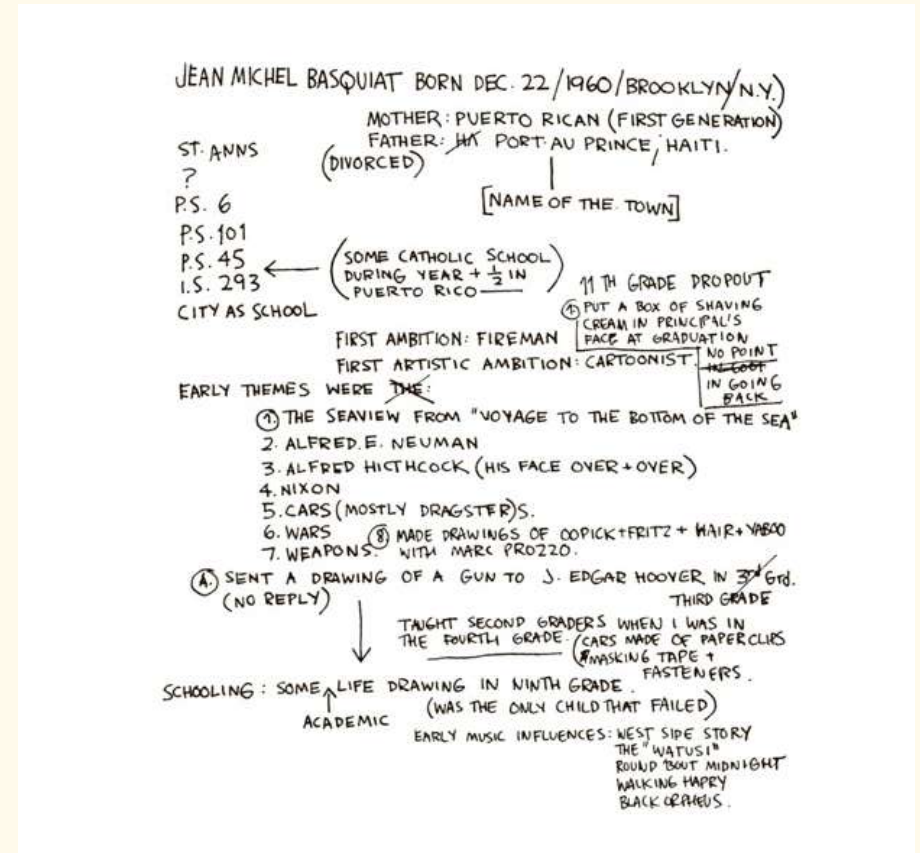 JEAN MICHEL BASQUIAT BORN DEC. 22/1960/BROOKLYN/N.Y.)
MOTHER: PUERTO RICAN (FIRST GENERATION)
FATHER: HA PORT·AU PRINCE, HAITI.
(DIVORCED)
[NAME OF THE TOWN]
ST. ANNS
?
P.S. 6
P.S. 101
P.S. 45
I.S. 293
CITY AS SCHOOL
(SOME CATHOLIC SCHOOL
DURING YEAR + 1/2 IN
PUERTO RICO)
11 TH GRADE DROPOUT
① PUT A BOX OF SHAVING
CREAM IN PRINCIPAL'S
FACE AT GRADUATION
NO POINT
IN GOING
BACK
FIRST AMBITION: FIREMAN
FIRST ARTISTIC AMBITION: CARTOONIST.
EARLY THEMES WERE THE:
①. THE SEAVIEW FROM "VOYAGE TO THE BOTTOM OF THE SEA"
2. ALFRED. E. NEUMAN
3. ALFRED HICTHCOCK (HIS FACE OVER + OVER)
4. NIXON
5. CARS (MOSTLY DRAGSTER)S.
6. WARS
7. WEAPONS.
⑧ MADE DRAWINGS OF + FRITZ + HAIR +
WITH MARC PROZZO.
Ⓐ. SENT A DRAWING OF A GUN TO J. EDGAR HOOVER IN 3rd Grd.
THIRD GRADE
(NO REPLY)
TAUGHT SECOND GRADERS WHEN I WAS IN
THE FOURTH GRADE. (CARS MADE OF PAPERCLIPS
MASKING TAPE +
FASTENERS.
SCHOOLING: SOME LIFE DRAWING IN NINTH GRADE.
ACADEMIC
(WAS THE ONLY CHILD THAT FAILED)
EARLY MUSIC INFLUENCES: WEST SIDE STORY
THE "WATUSI"
ROUND 'BOUT MIDNIGHT
WALKING HARRY
BLACK ORPHEUS.